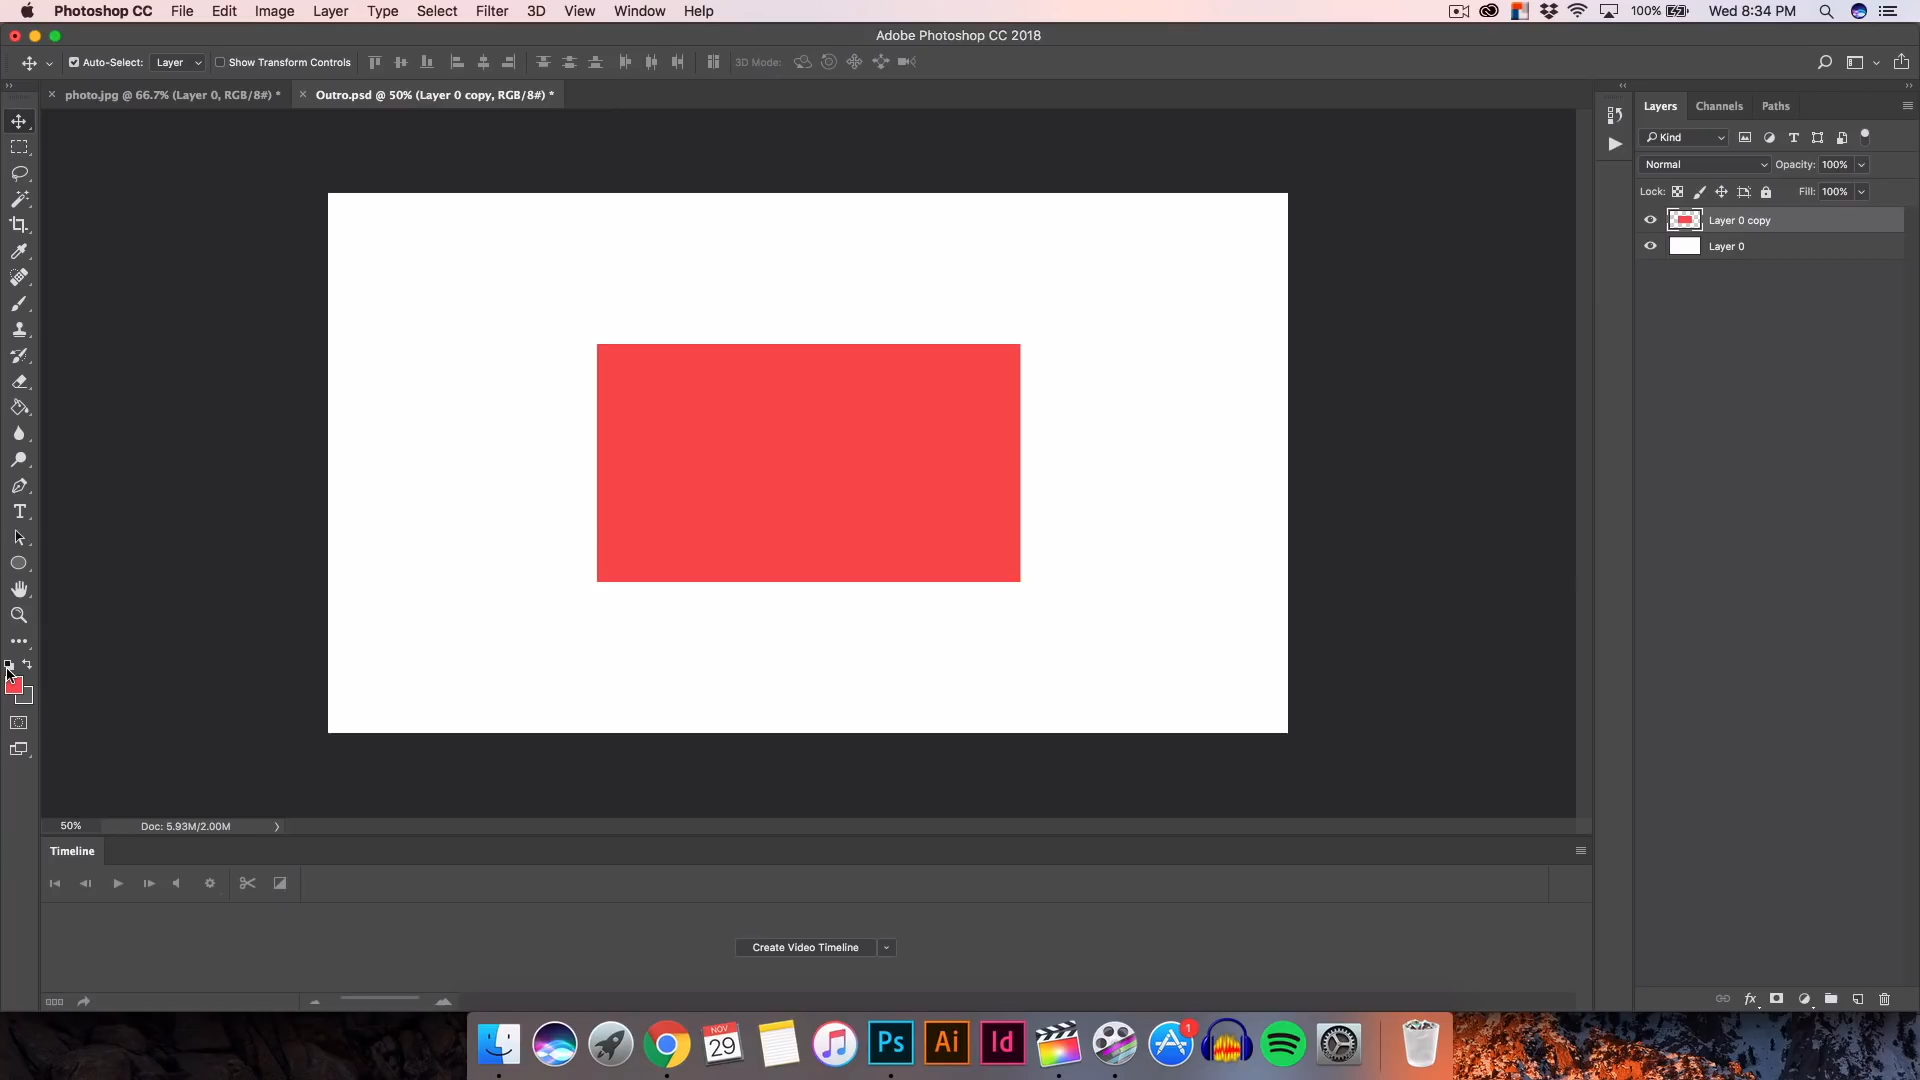 Photoshop CC File Edit Image Layer Type Select Filter 3D View Window Help 100% Wed 8:34 PM
Adobe Photoshop CC 2018
Auto-Select: Layer Show Transform Controls 3D Mode:
photo.jpg @ 66.7% (Layer 0, RGB/8#) * Outro.psd @ 50% (Layer 0 copy, RGB/8#) *
Layers Channels Paths
Kind
Normal Opacity: 100%
Lock: Fill: 100%
Layer 0 copy
Layer 0
50% Doc: 5.93M/2.00M
Timeline
Create Video Timeline
NOV
29
Ps Ai Id
1